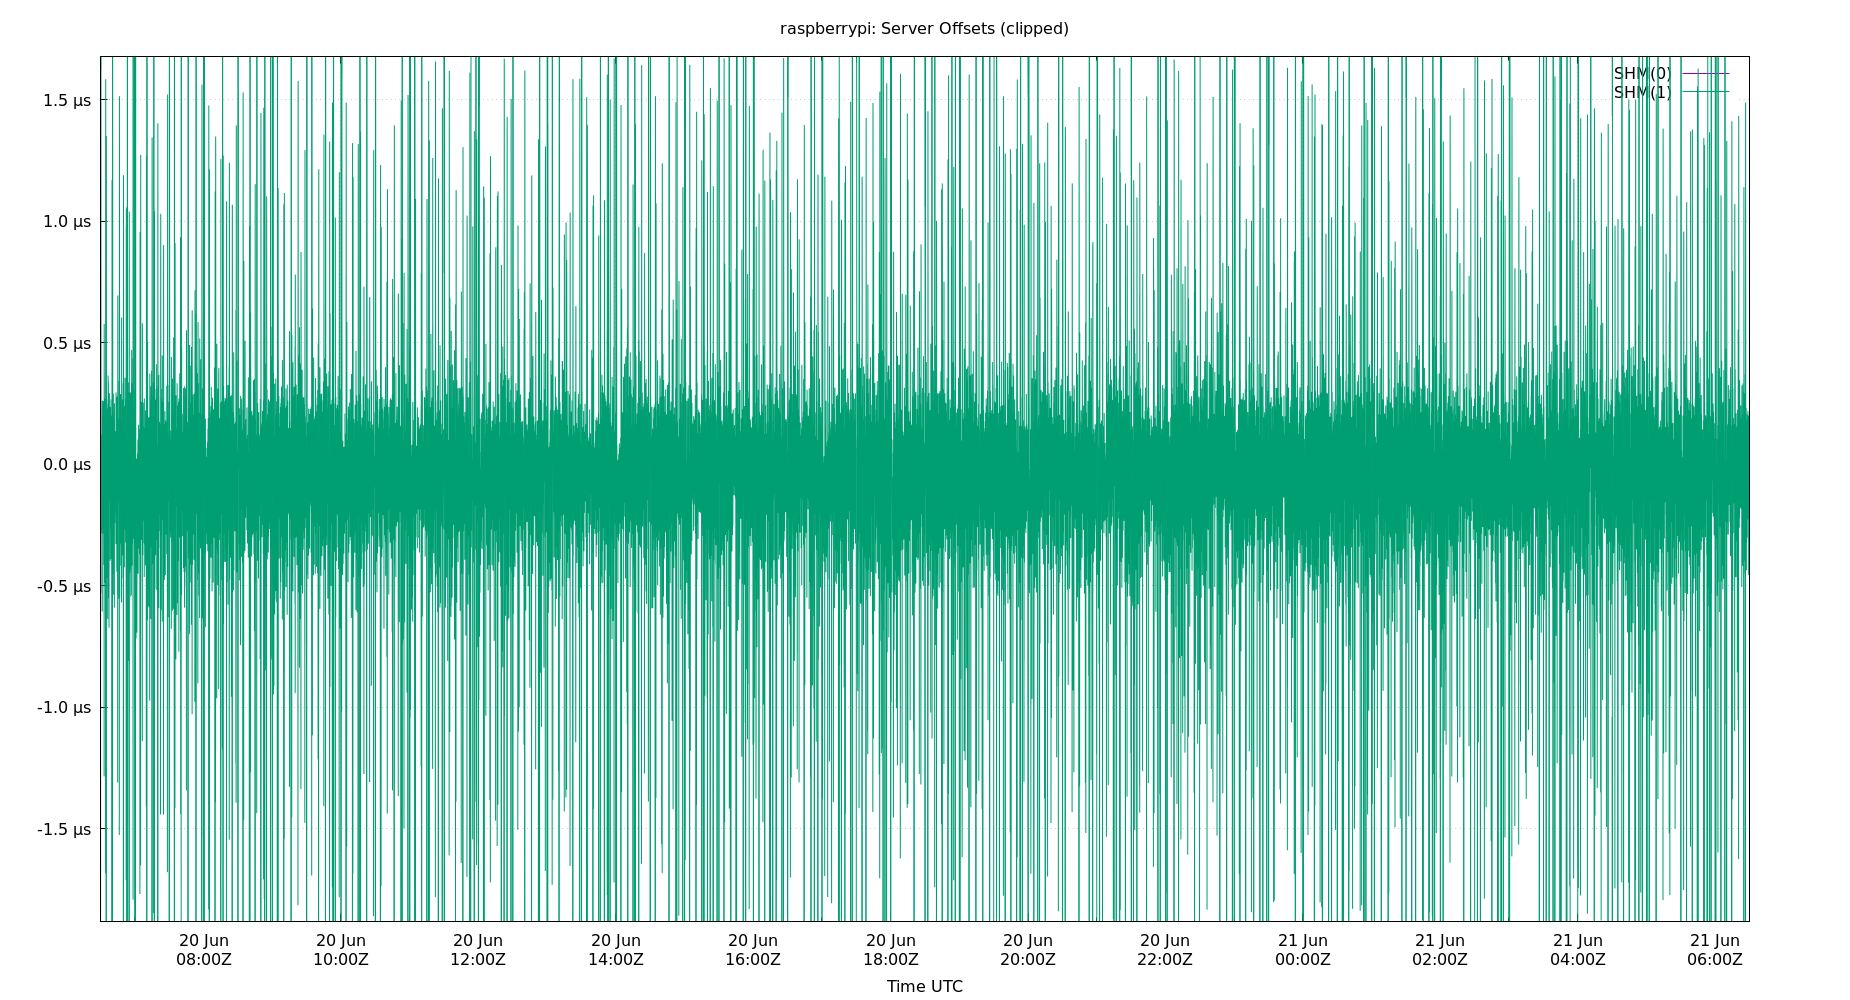 raspberrypi: Server Offsets (clipped)
SHM(0)
SHM(1)
1.5 µs
1.0 µs
0.5 µs
0.0 µs
-0.5 µs
-1.0 µs
-1.5 µs
20 Jun 20 Jun 20 Jun 20 Jun 20 Jun 20 Jun 20 Jun 20 Jun 21 Jun 21 Jun 21 Jun 21 Jun
08:00Z 10:00Z 12:00Z 14:00Z 16:00Z 18:00Z 20:00Z 22:00Z 00:00Z 02:00Z 04:00Z 06:00Z
Time UTC